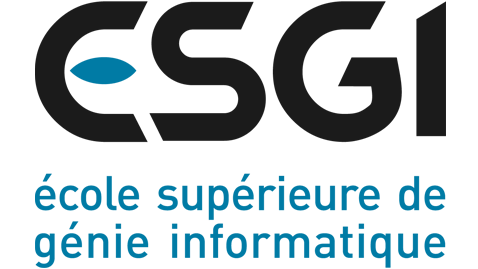 ESGI
école supérieure de
génie informatique